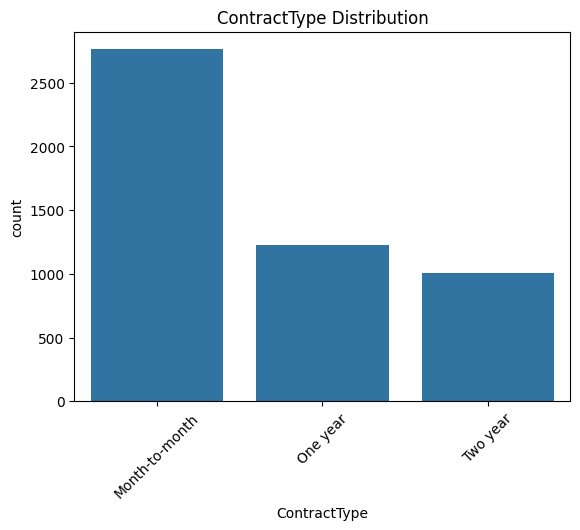 ContractType Distribution
2500
2000
1500
1000
500
0
count
Month-to-month
One year
Two year
ContractType